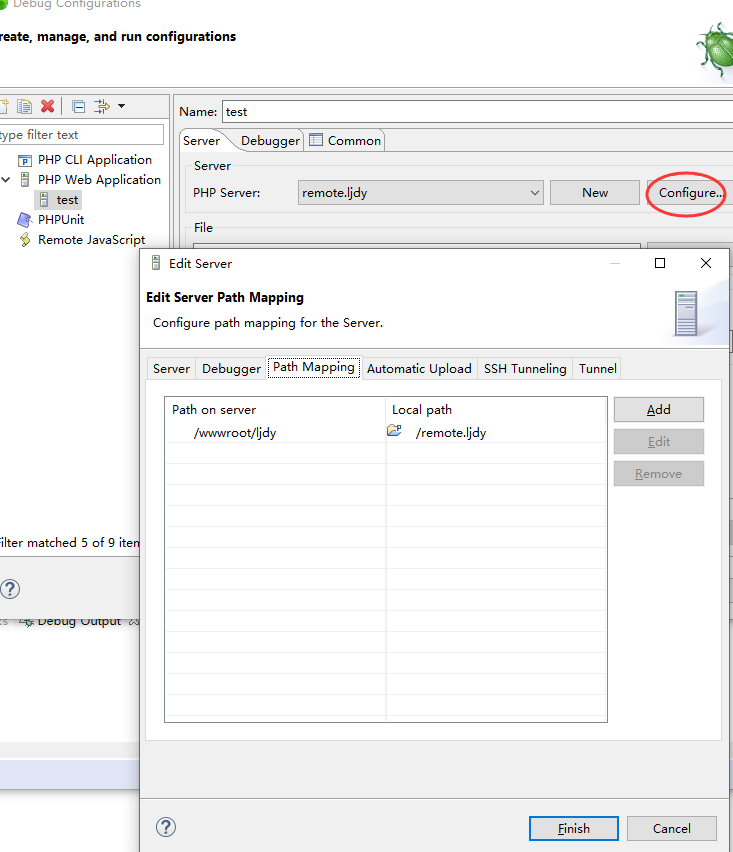 Debug Configurations
reate, manage, and run configurations
type filter text
PHP CLI Application
PHP Web Application
test
PHPUnit
Remote JavaScript
Filter matched 5 of 9 item
Name: test
Server Debugger Common
Server
PHP Server: remote.ljdy New Configure...
File
Edit Server
Edit Server Path Mapping
Configure path mapping for the Server.
Server Debugger Path Mapping Automatic Upload SSH Tunneling Tunnel
Path on server Local path
/wwwroot/ljdy /remote.ljdy
Add
Edit
Remove
Debug Output
Finish Cancel